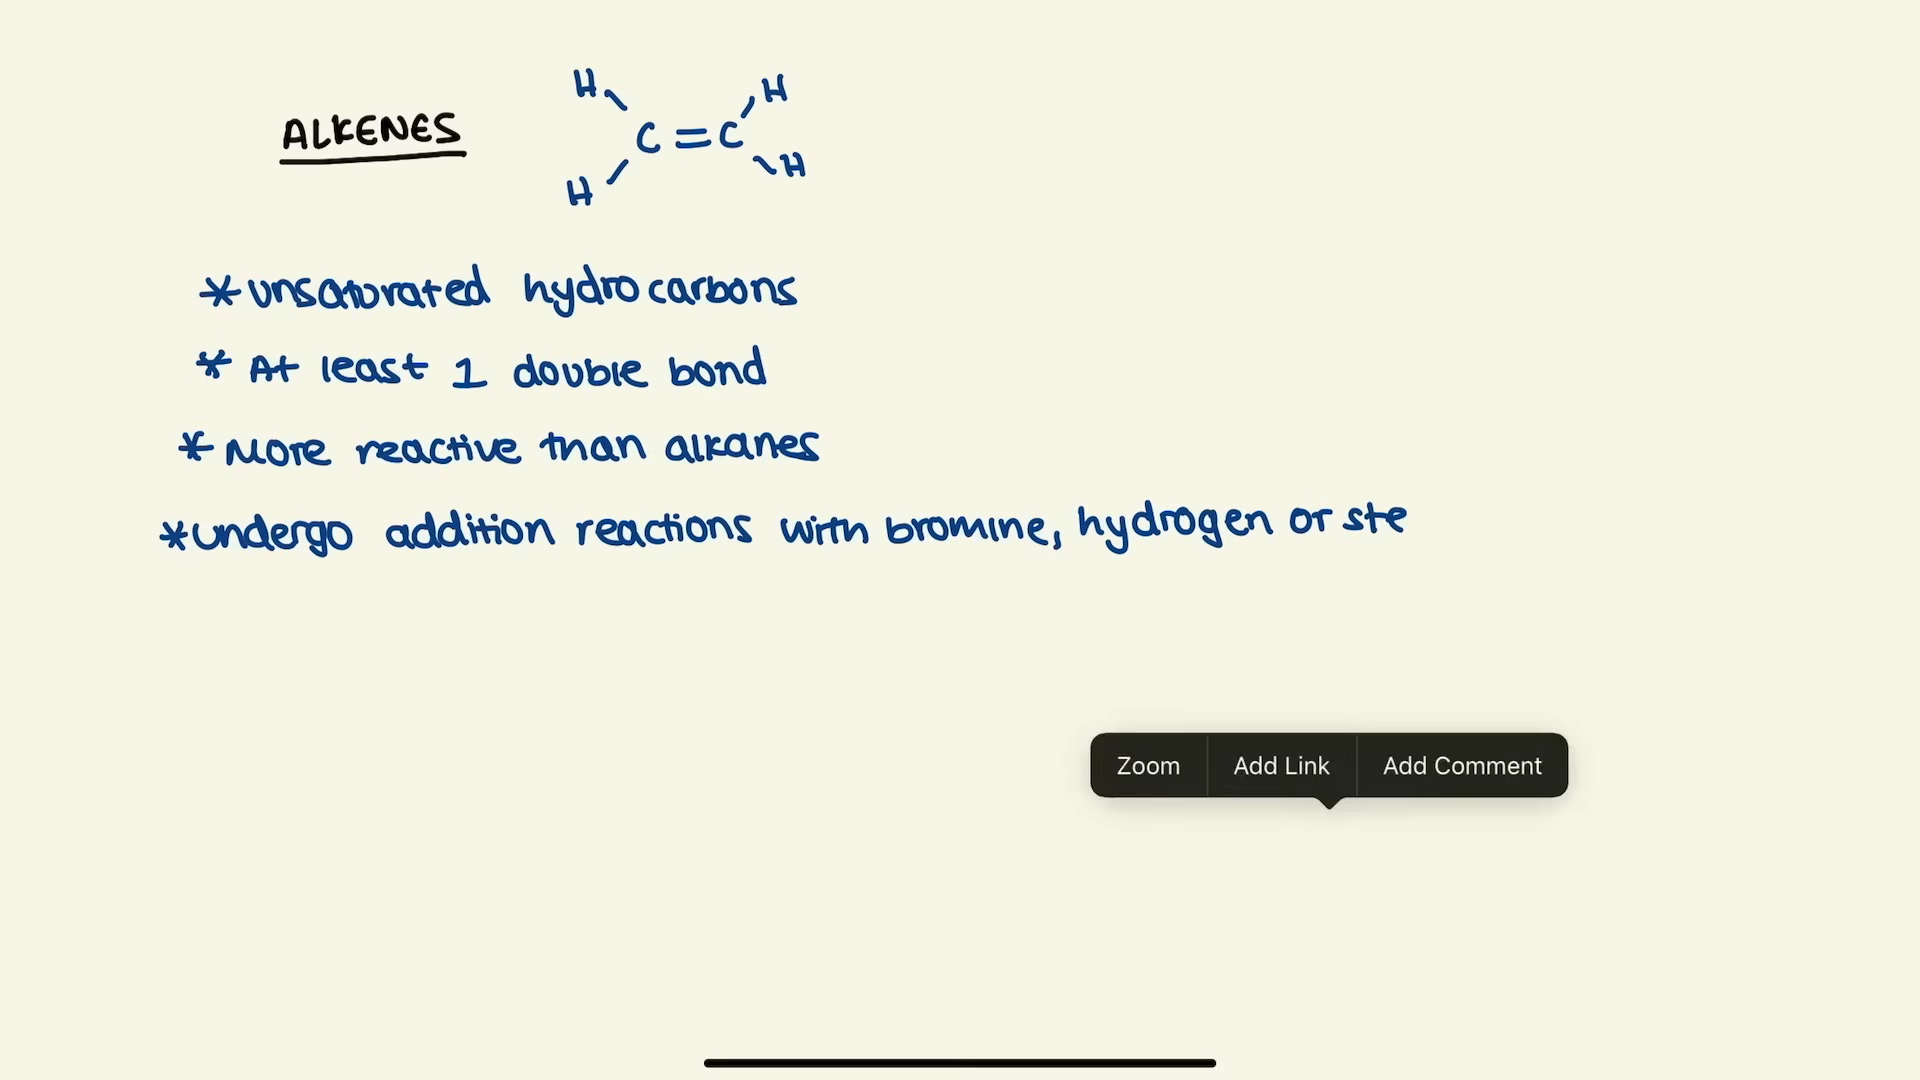 H H
ALKENES C = C
H H
* unsaturated hydrocarbons
* At least 1 double bond
* More reactive than alkanes
* undergo addition reactions with bromine, hydrogen or ste
Zoom Add Link Add Comment